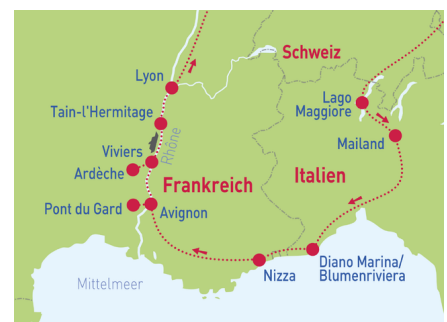 Schweiz
Lyon
Lago
Maggiore
Tain-l'Hermitage
Mailand
Viviers
Rhône
Ardèche
Frankreich
Italien
Pont du Gard
Avignon
Diano Marina/
Blumenriviera
Nizza
Mittelmeer